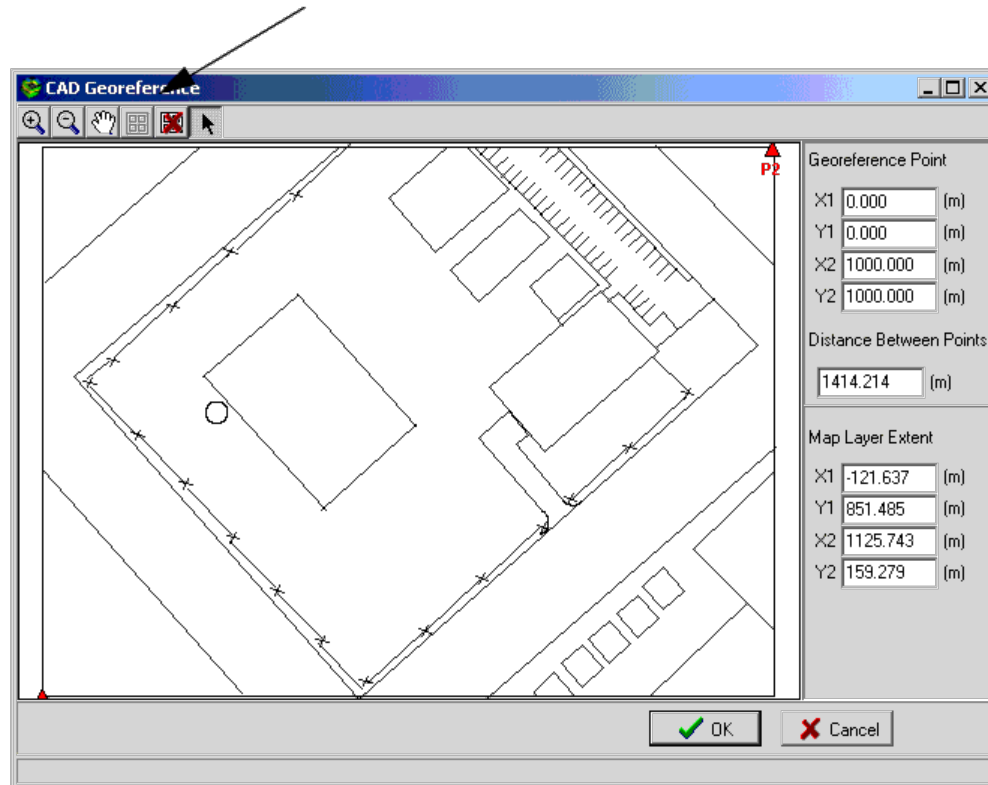 CAD Georeference
P2
Georeference Point
X1 0.000 (m)
Y1 0.000 (m)
X2 1000.000 (m)
Y2 1000.000 (m)
Distance Between Points
1414.214 (m)
Map Layer Extent
X1 -121.637 (m)
Y1 851.485 (m)
X2 1125.743 (m)
Y2 159.279 (m)
OK
Cancel